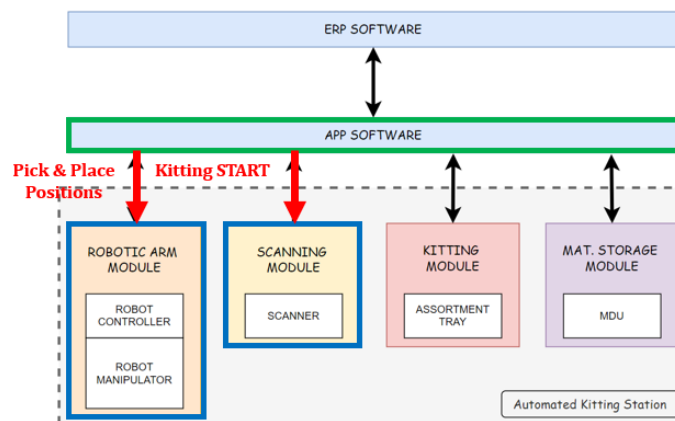 ERP SOFTWARE
APP SOFTWARE
Pick & Place
Positions
Kitting START
ROBOTIC ARM
MODULE
ROBOT
CONTROLLER
ROBOT
MANIPULATOR
SCANNING
MODULE
SCANNER
KITTING
MODULE
ASSORTMENT
TRAY
MAT. STORAGE
MODULE
MDU
Automated Kitting Station